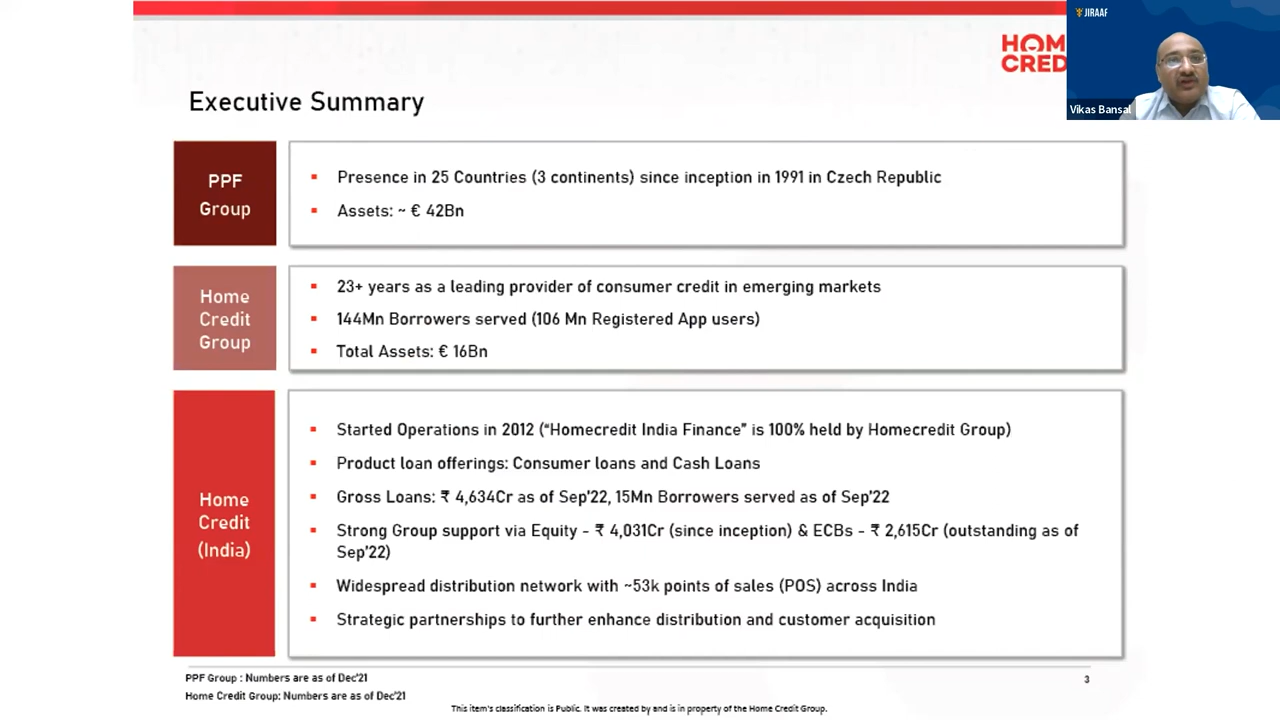 HOM
CRED
JIRAAF
Vikas Bansal
Executive Summary
PPF
Group
▪ Presence in 25 Countries (3 continents) since inception in 1991 in Czech Republic
▪ Assets: ~ € 42Bn
Home
Credit
Group
▪ 23+ years as a leading provider of consumer credit in emerging markets
▪ 144Mn Borrowers served (106 Mn Registered App users)
▪ Total Assets: € 16Bn
Home
Credit
(India)
▪ Started Operations in 2012 (“Homecredit India Finance” is 100% held by Homecredit Group)
▪ Product loan offerings: Consumer loans and Cash Loans
▪ Gross Loans: ₹ 4,634Cr as of Sep’22, 15Mn Borrowers served as of Sep’22
▪ Strong Group support via Equity - ₹ 4,031Cr (since inception) & ECBs - ₹ 2,615Cr (outstanding as of
Sep’22)
▪ Widespread distribution network with ~53k points of sales (POS) across India
▪ Strategic partnerships to further enhance distribution and customer acquisition
PPF Group : Numbers are as of Dec’21
Home Credit Group: Numbers are as of Dec’21
3
This item's classification is Public. It was created by and is in property of the Home Credit Group.